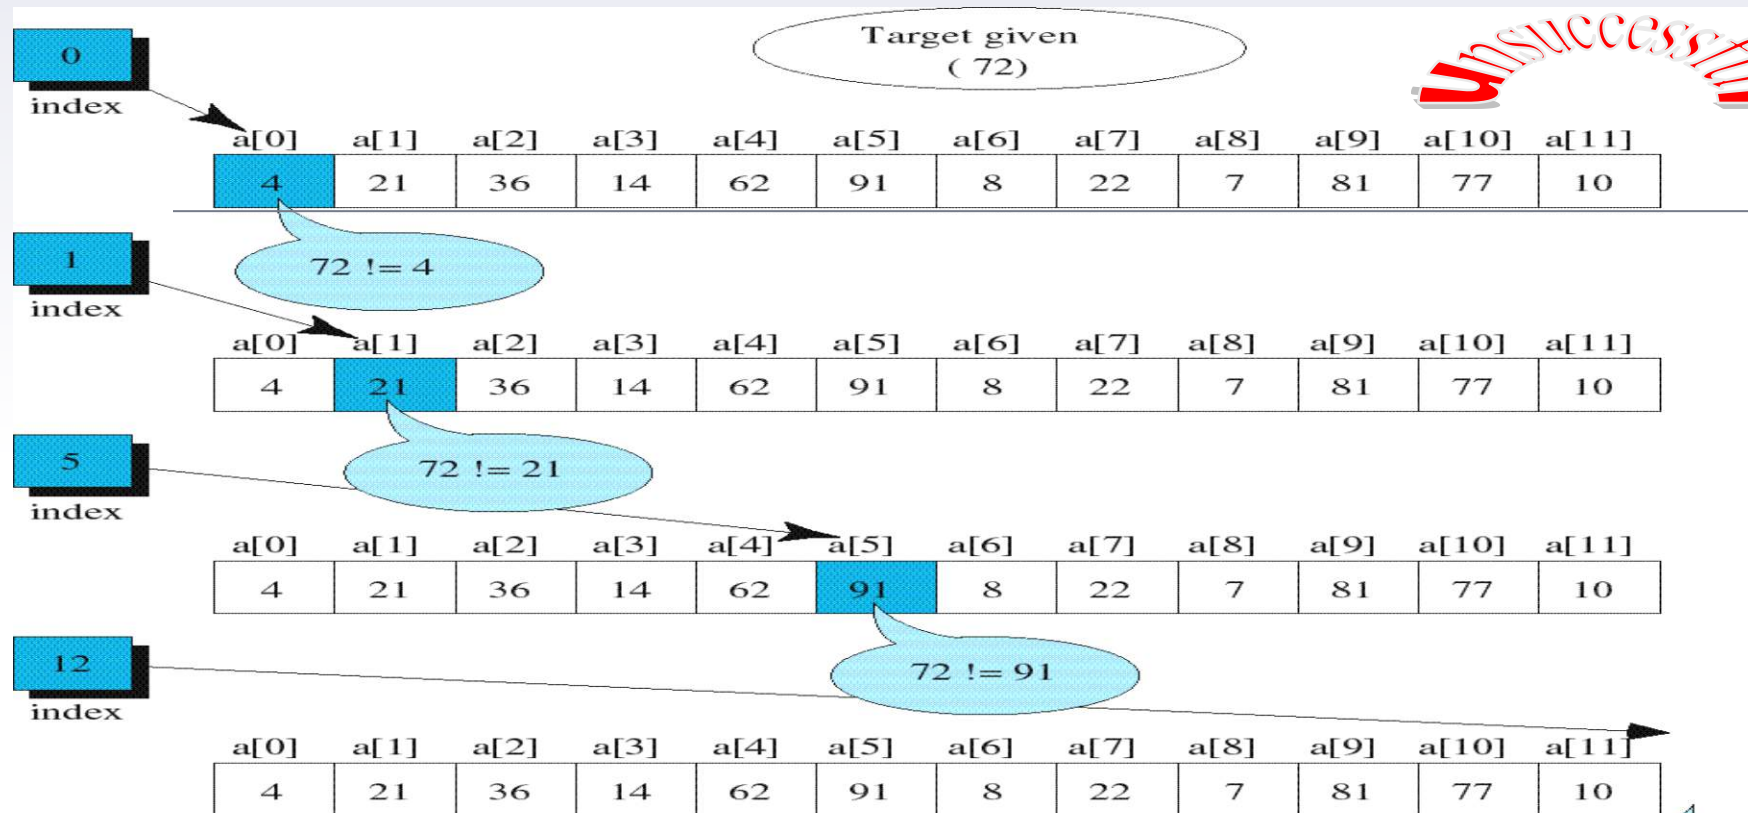 Target given
( 72)
0
index
a[0] a[1] a[2] a[3] a[4] a[5] a[6] a[7] a[8] a[9] a[10] a[11]
4 21 36 14 62 91 8 22 7 81 77 10
72 != 4
1
index
a[0] a[1] a[2] a[3] a[4] a[5] a[6] a[7] a[8] a[9] a[10] a[11]
4 21 36 14 62 91 8 22 7 81 77 10
72 != 21
5
index
a[0] a[1] a[2] a[3] a[4] a[5] a[6] a[7] a[8] a[9] a[10] a[11]
4 21 36 14 62 91 8 22 7 81 77 10
72 != 91
12
index
a[0] a[1] a[2] a[3] a[4] a[5] a[6] a[7] a[8] a[9] a[10] a[11]
4 21 36 14 62 91 8 22 7 81 77 10